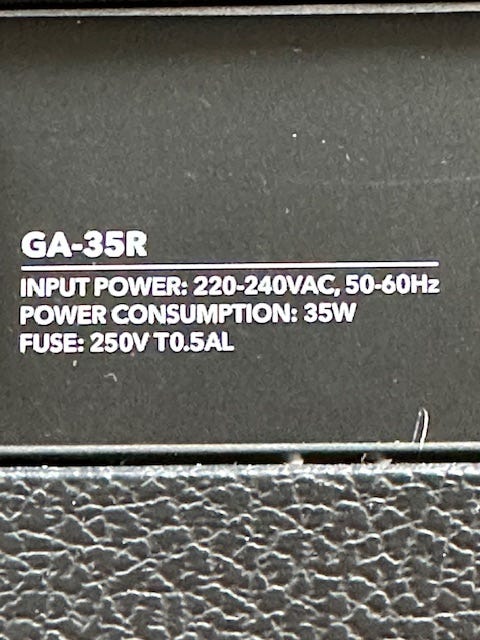 GA-35R
INPUT POWER: 220-240VAC, 50-60Hz
POWER CONSUMPTION: 35W
FUSE: 250V T0.5AL